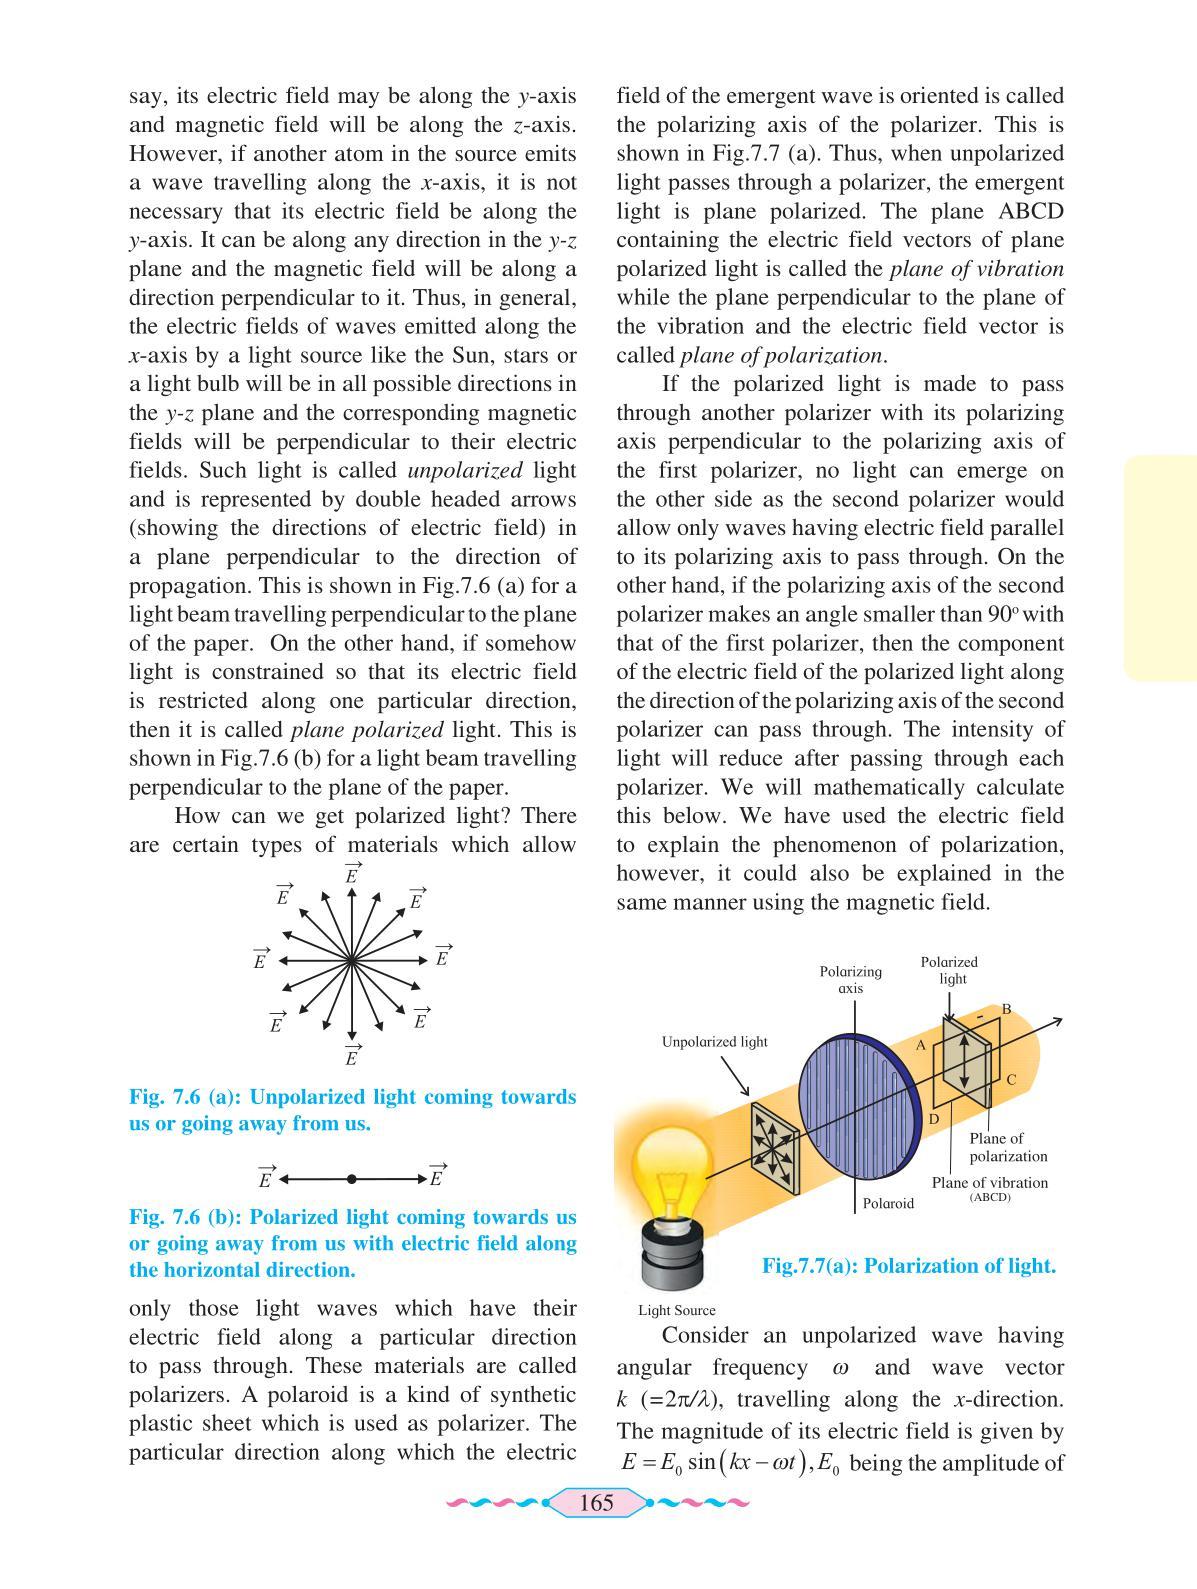 say, its electric field may be along the y-axis
and magnetic field will be along the z-axis.
However, if another atom in the source emits
a wave travelling along the x-axis, it is not
necessary that its electric field be along the
y-axis. It can be along any direction in the y-z
plane and the magnetic field will be along a
direction perpendicular to it. Thus, in general,
the electric fields of waves emitted along the
x-axis by a light source like the Sun, stars or
a light bulb will be in all possible directions in
the y-z plane and the corresponding magnetic
fields will be perpendicular to their electric
fields. Such light is called unpolarized light
and is represented by double headed arrows
(showing the directions of electric field) in
a plane perpendicular to the direction of
propagation. This is shown in Fig.7.6 (a) for a
light beam travelling perpendicular to the plane
of the paper. On the other hand, if somehow
light is constrained so that its electric field
is restricted along one particular direction,
then it is called plane polarized light. This is
shown in Fig.7.6 (b) for a light beam travelling
perpendicular to the plane of the paper.
How can we get polarized light? There
are certain types of materials which allow
E⃗
E⃗
E⃗
E⃗
E⃗
E⃗
E⃗
E⃗
Fig. 7.6 (a): Unpolarized light coming towards
us or going away from us.
E⃗ E⃗
Fig. 7.6 (b): Polarized light coming towards us
or going away from us with electric field along
the horizontal direction.
only those light waves which have their
electric field along a particular direction
to pass through. These materials are called
polarizers. A polaroid is a kind of synthetic
plastic sheet which is used as polarizer. The
particular direction along which the electric
field of the emergent wave is oriented is called
the polarizing axis of the polarizer. This is
shown in Fig.7.7 (a). Thus, when unpolarized
light passes through a polarizer, the emergent
light is plane polarized. The plane ABCD
containing the electric field vectors of plane
polarized light is called the plane of vibration
while the plane perpendicular to the plane of
the vibration and the electric field vector is
called plane of polarization.
If the polarized light is made to pass
through another polarizer with its polarizing
axis perpendicular to the polarizing axis of
the first polarizer, no light can emerge on
the other side as the second polarizer would
allow only waves having electric field parallel
to its polarizing axis to pass through. On the
other hand, if the polarizing axis of the second
polarizer makes an angle smaller than 90º with
that of the first polarizer, then the component
of the electric field of the polarized light along
the direction of the polarizing axis of the second
polarizer can pass through. The intensity of
light will reduce after passing through each
polarizer. We will mathematically calculate
this below. We have used the electric field
to explain the phenomenon of polarization,
however, it could also be explained in the
same manner using the magnetic field.
Polarizing
axis
Polarized
light
Unpolarized light
A
B
C
D
Plane of
polarization
Plane of vibration
(ABCD)
Polaroid
Fig.7.7(a): Polarization of light.
Light Source
Consider an unpolarized wave having
angular frequency ω and wave vector
k (=2π/λ), travelling along the x-direction.
The magnitude of its electric field is given by
E = E₀ sin(kx – ωt), E₀ being the amplitude of
165